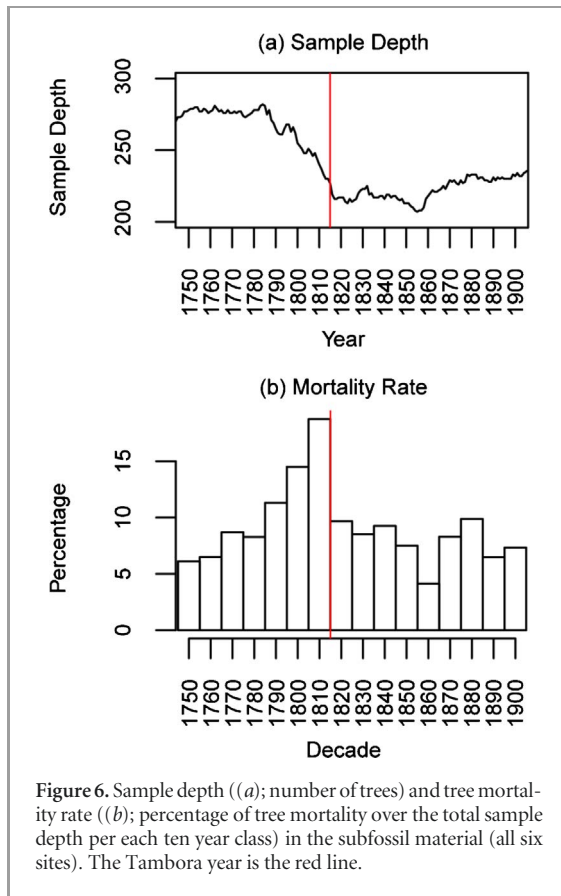 (a) Sample Depth
300
250
200
Sample Depth
1750 1760 1770 1780 1790 1800 1810 1820 1830 1840 1850 1860 1870 1880 1890 1900
Year
(b) Mortality Rate
15
10
5
0
Percentage
1750 1760 1770 1780 1790 1800 1810 1820 1830 1840 1850 1860 1870 1880 1890 1900
Decade
Figure 6. Sample depth ((a); number of trees) and tree mortal-
ity rate ((b); percentage of tree mortality over the total sample
depth per each ten year class) in the subfossil material (all six
sites). The Tambora year is the red line.